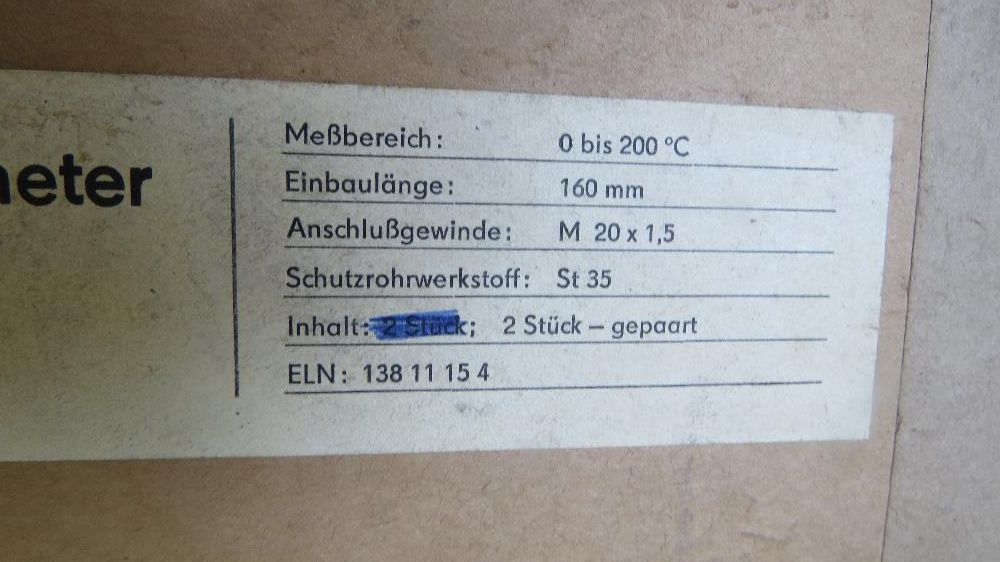 neter
Meßbereich: 0 bis 200 °C
Einbaulänge: 160 mm
Anschlußgewinde: M 20 x 1,5
Schutzrohrwerkstoff: St 35
Inhalt: 2 Stück; 2 Stück – gepaart
ELN: 138 11 15 4